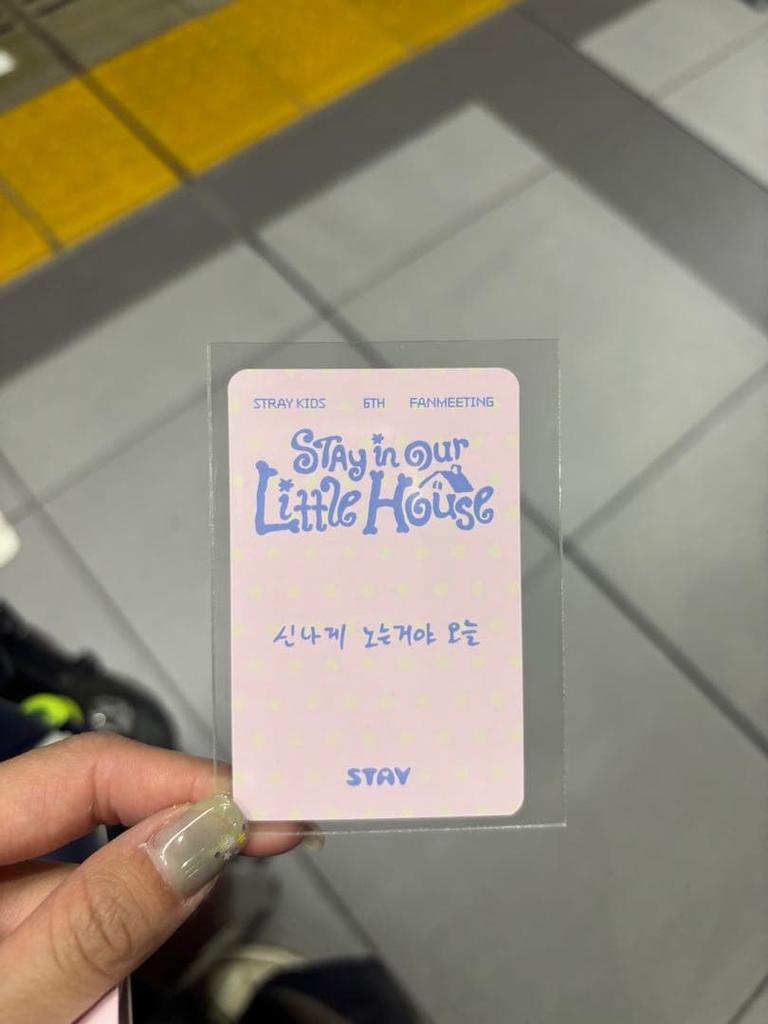 STRAY KIDS 6TH FANMEETING
STAY in our
Little House
신나게 노는거야 오늘
STAY